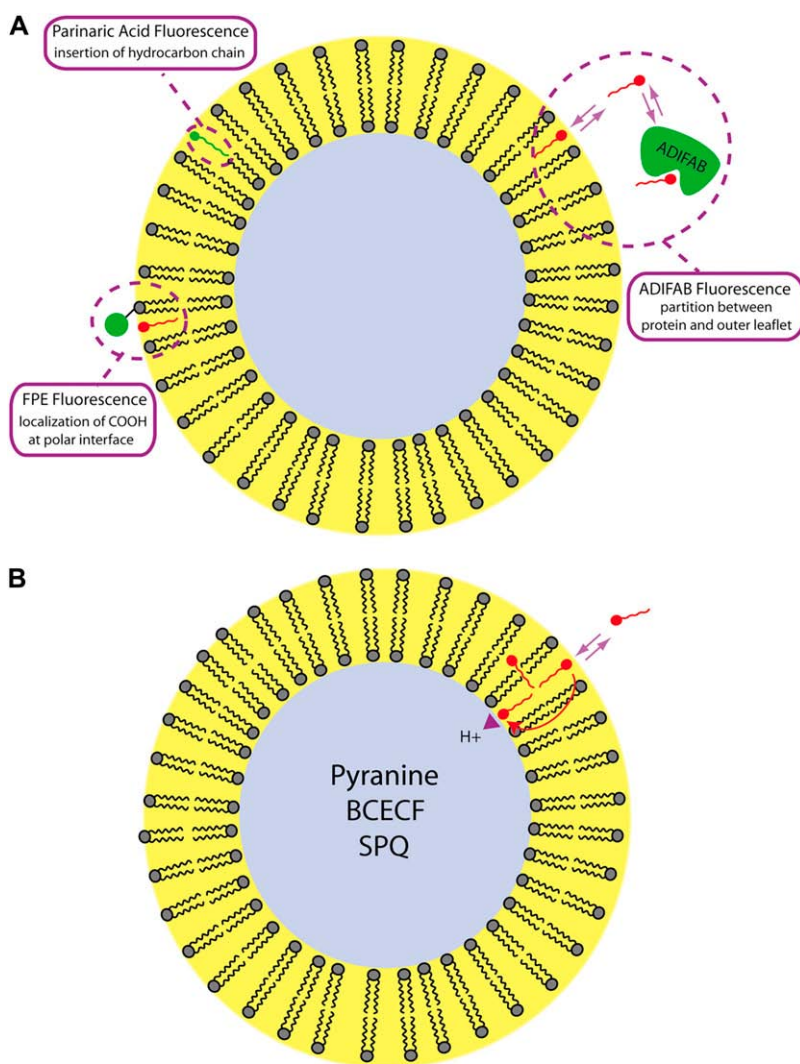 A
Parinaric Acid Fluorescence
insertion of hydrocarbon chain
ADIFAB
ADIFAB Fluorescence
partition between
protein and outer leaflet
FPE Fluorescence
localization of COOH
at polar interface
B
H+
Pyranine
BCECF
SPQ